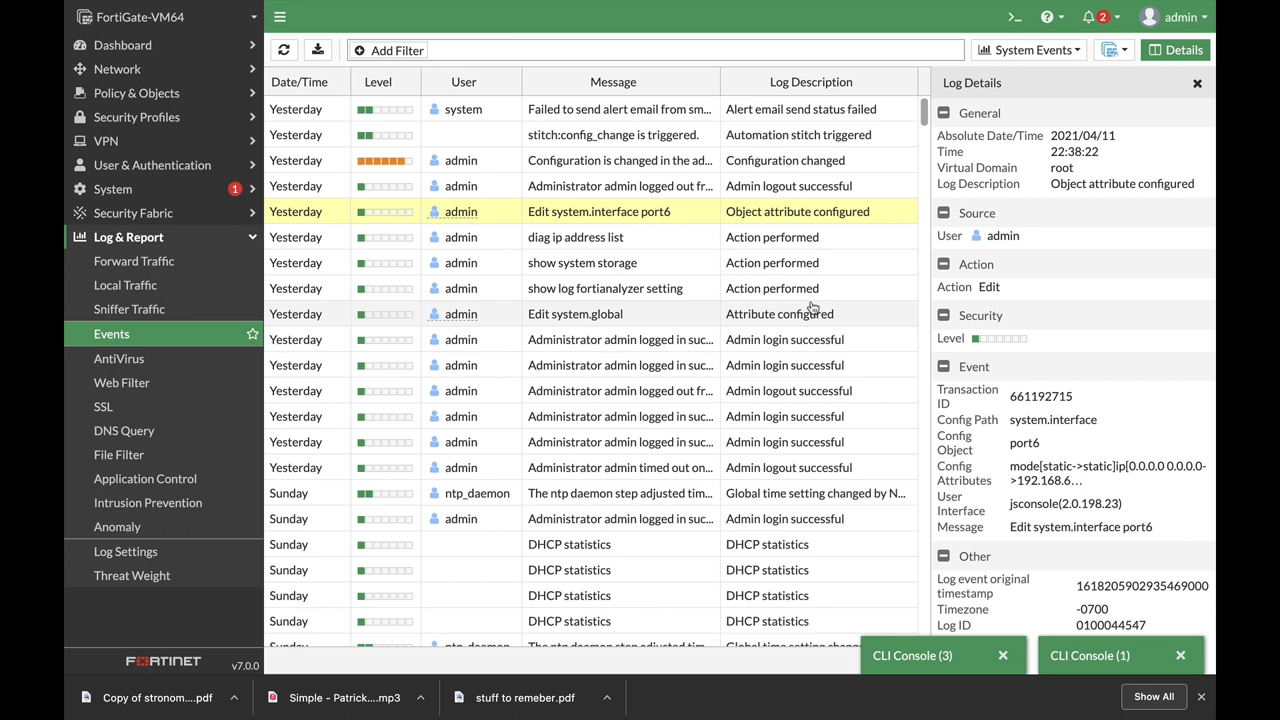 FortiGate-VM64
2
admin
Dashboard
Network
Policy & Objects
Security Profiles
VPN
User & Authentication
System
1
Security Fabric
Log & Report
Forward Traffic
Local Traffic
Sniffer Traffic
Events
AntiVirus
Web Filter
SSL
DNS Query
File Filter
Application Control
Intrusion Prevention
Anomaly
Log Settings
Threat Weight
FORTINET
v7.0.0
Add Filter
System Events
Details
Date/Time Level User Message Log Description
Yesterday system Failed to send alert email from sm... Alert email send status failed
Yesterday stitch:config_change is triggered. Automation stitch triggered
Yesterday admin Configuration is changed in the ad... Configuration changed
Yesterday admin Administrator admin logged out fr... Admin logout successful
Yesterday admin Edit system.interface port6 Object attribute configured
Yesterday admin diag ip address list Action performed
Yesterday admin show system storage Action performed
Yesterday admin show log fortianalyzer setting Action performed
Yesterday admin Edit system.global Attribute configured
Yesterday admin Administrator admin logged in suc... Admin login successful
Yesterday admin Administrator admin logged in suc... Admin login successful
Yesterday admin Administrator admin logged out fr... Admin logout successful
Yesterday admin Administrator admin logged in suc... Admin login successful
Yesterday admin Administrator admin logged in suc... Admin login successful
Yesterday admin Administrator admin timed out on... Admin logout successful
Sunday ntp_daemon The ntp daemon step adjusted tim... Global time setting changed by N...
Sunday admin Administrator admin logged in suc... Admin login successful
Sunday DHCP statistics DHCP statistics
Sunday DHCP statistics DHCP statistics
Sunday DHCP statistics DHCP statistics
Sunday DHCP statistics DHCP statistics
Log Details
General
Absolute Date/Time 2021/04/11
Time 22:38:22
Virtual Domain root
Log Description Object attribute configured
Source
User admin
Action
Action Edit
Security
Level
Event
Transaction
ID 661192715
Config Path system.interface
Config
Object port6
Config mode[static->static]ip[0.0.0.0 0.0.0.0-
Attributes >192.168.6...
User
Interface jsconsole(2.0.198.23)
Message Edit system.interface port6
Other
Log event original
timestamp 1618205902935469000
Timezone -0700
Log ID 0100044547
CLI Console (3)
CLI Console (1)
Copy of stronom....pdf
Simple - Patrick....mp3
stuff to remeber.pdf
Show All